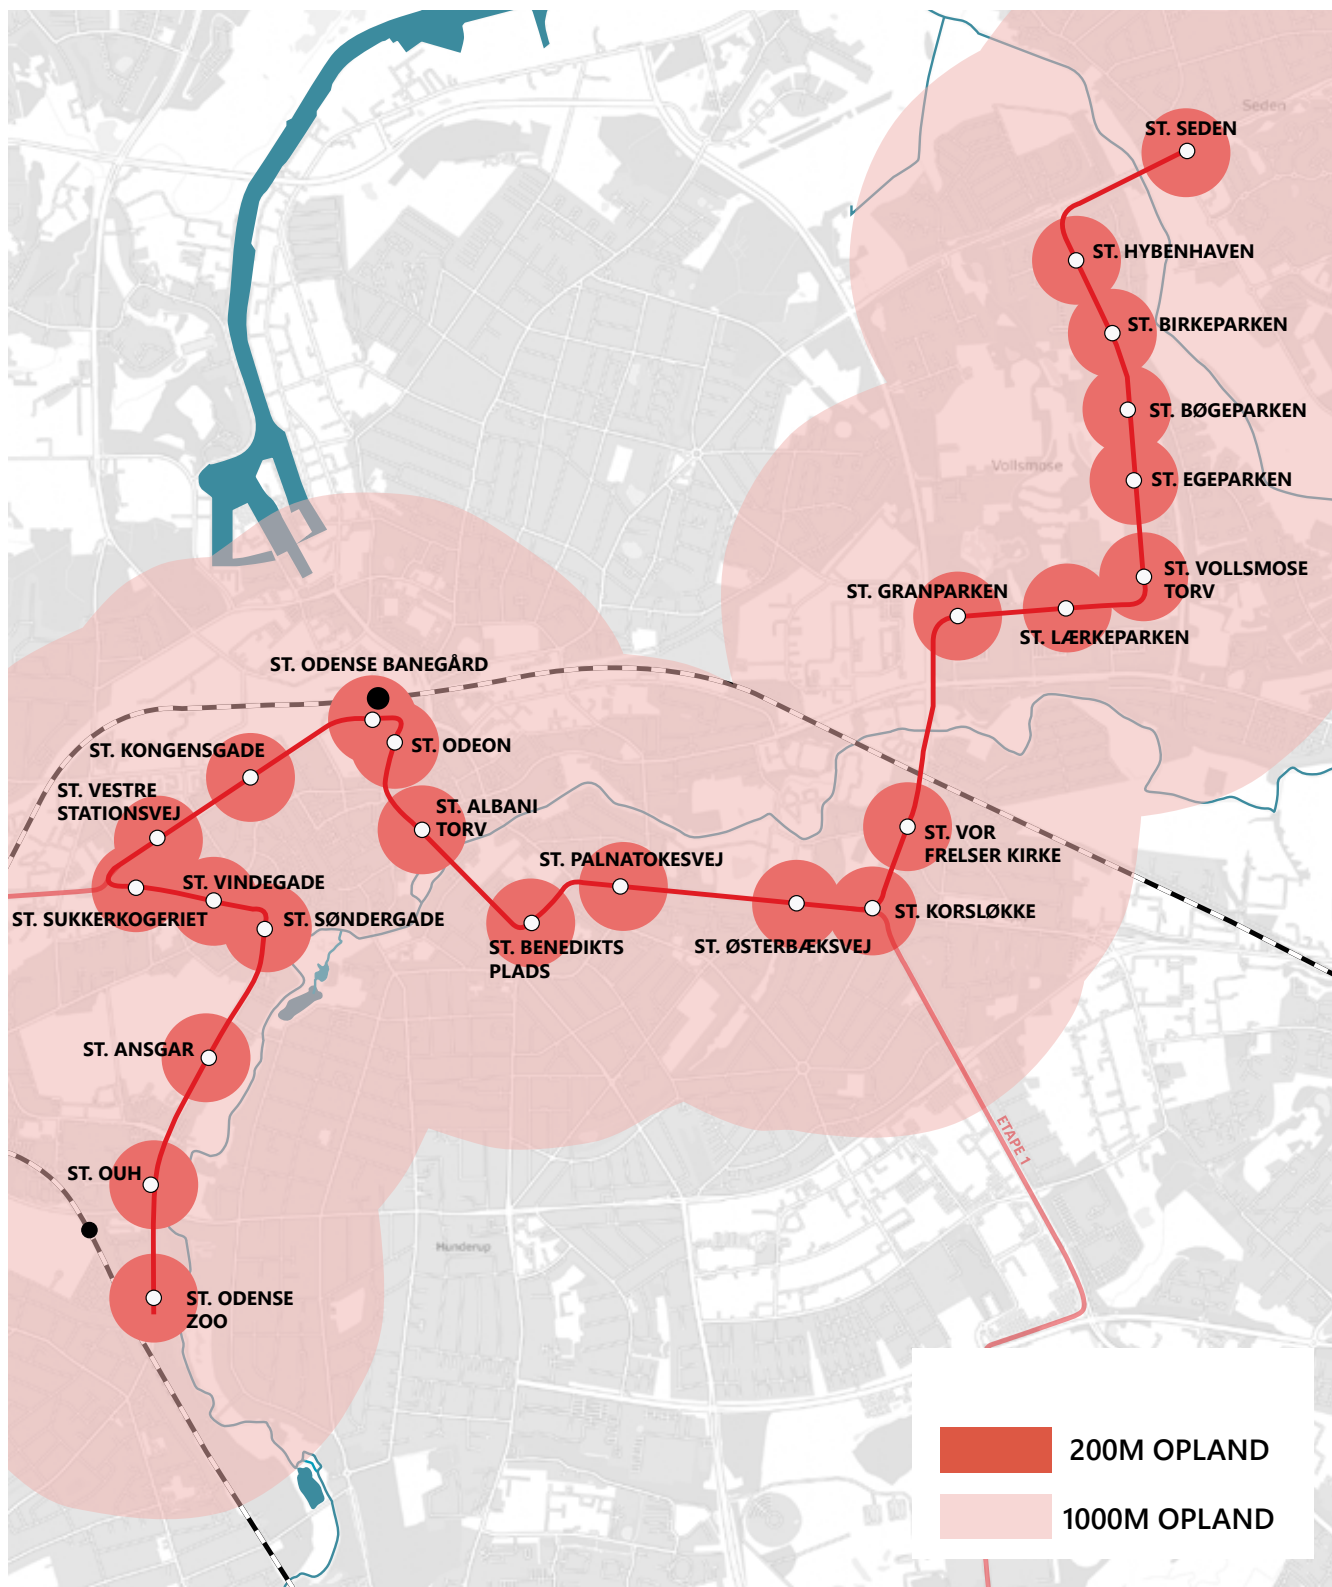 Seden
ST. SEDEN
ST. HYBENHAVEN
ST. BIRKEPARKEN
ST. BØGEPARKEN
Vollsmose
ST. EGEPARKEN
ST. VOLLSMOSE
TORV
ST. GRANPARKEN
ST. LÆRKEPARKEN
ST. ODENSE BANEGÅRD
ST. KONGENSGADE
ST. ODEON
ST. VESTRE
STATIONSVEJ
ST. ALBANI
TORV
ST. VOR
FRELSER KIRKE
ST. PALNATOKESVEJ
ST. VINDEGADE
ST. SUKKERKOGERIET
ST. SØNDERGADE
ST. KORSLØKKE
ST. BENEDIKTS
PLADS
ST. ØSTERBÆKSVEJ
ST. ANSGAR
ETAPE 1
ST. OUH
Hunderup
ST. ODENSE
ZOO
200M OPLAND
1000M OPLAND